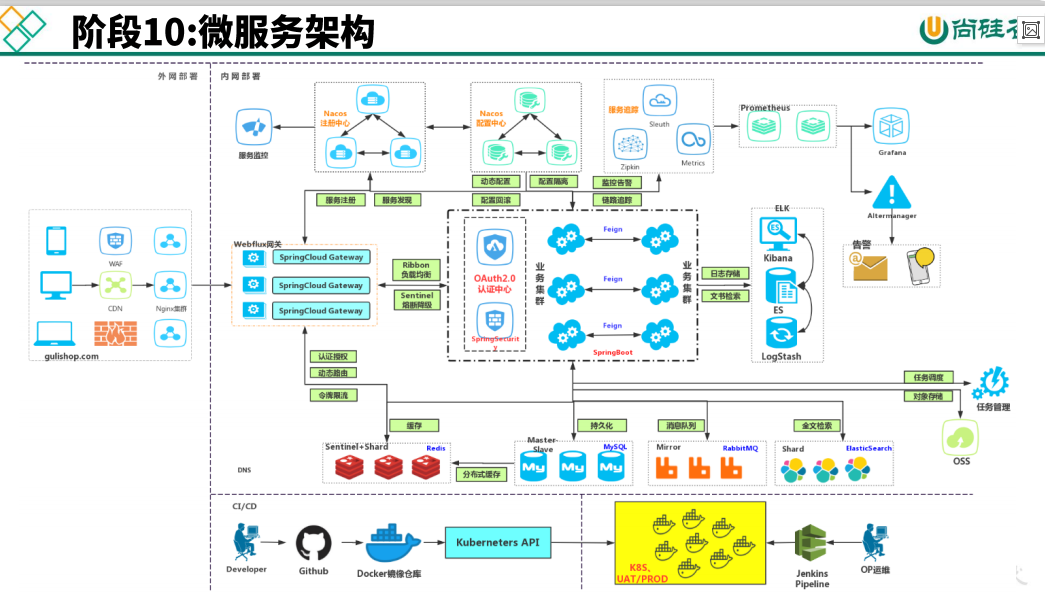 阶段10:微服务架构
尚硅谷
外网部署
内网部署
服务监控
Nacos
注册中心
Nacos
配置中心
服务追踪
Sleuth
Zipkin
Metrics
Prometheus
Grafana
Altermanager
告警
动态配置
配置隔离
配置回滚
监控告警
链路追踪
服务注册
服务发现
WAF
CDN
Nginx集群
gulishop.com
Webflux网关
SpringCloud Gateway
SpringCloud Gateway
SpringCloud Gateway
Ribbon
负载均衡
Sentinel
熔断降级
OAuth2.0
认证中心
SpringSecurit
y
业务集群
Feign
Feign
Feign
业务集群
SpringBoot
日志存储
文书检索
ELK
ES
Kibana
ES
LogStash
认证授权
动态路由
令牌限流
任务调度
对象存储
任务管理
OSS
缓存
持久化
消息队列
全文检索
Sentinel+Shard
Redis
分布式缓存
Master-
Slave
MySQL
My
My
My
Mirror
RabbitMQ
Shard
ElasticSearch
DNS
CI/CD
Developer
Github
Docker镜像仓库
Kuberneters API
K8S、
UAT/PROD
Jenkins
Pipeline
OP运维